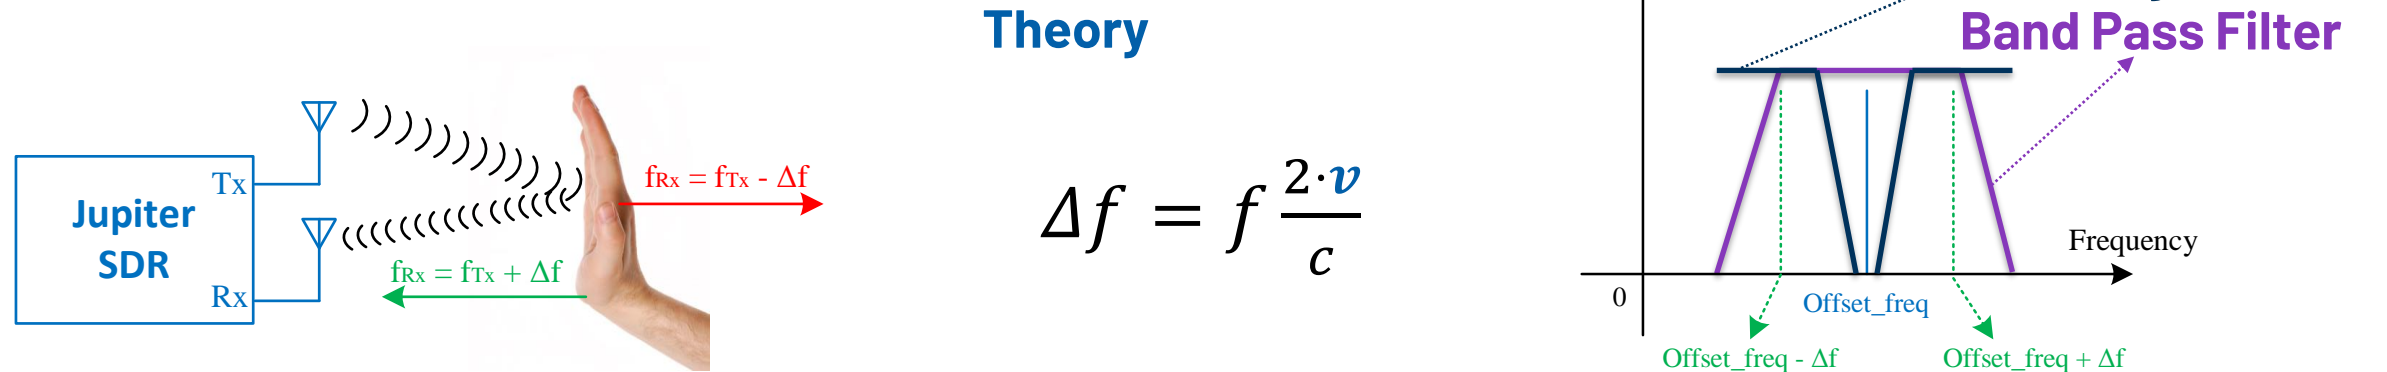 Theory
Band Pass Filter
Tx
Jupiter
SDR
Rx
fRx = fTx - Δf
fRx = fTx + Δf
Δf = f 2·v
c
Frequency
0
Offset_freq
Offset_freq - Δf
Offset_freq + Δf